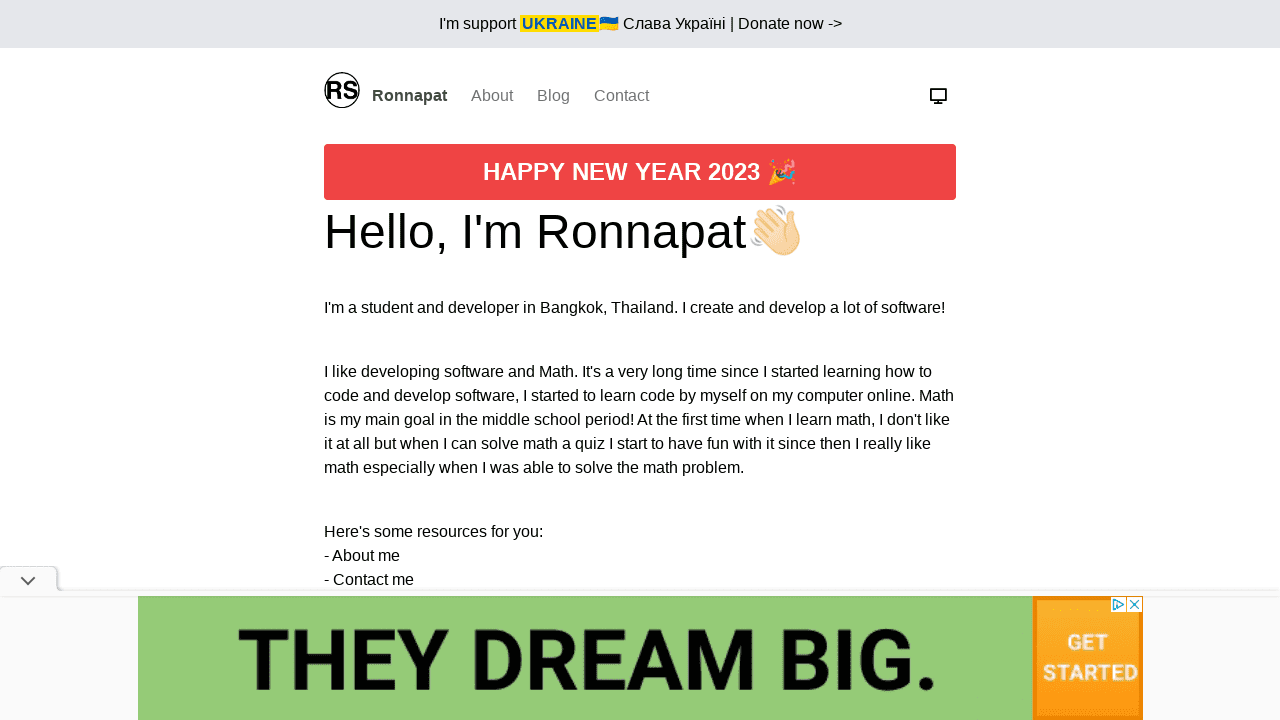 I'm support UKRAINE🇺🇦 Слава Україні | Donate now ->
RS Ronnapat About Blog Contact
HAPPY NEW YEAR 2023 🎉
Hello, I'm Ronnapat👋🏻
I'm a student and developer in Bangkok, Thailand. I create and develop a lot of software!
I like developing software and Math. It's a very long time since I started learning how to
code and develop software, I started to learn code by myself on my computer online. Math
is my main goal in the middle school period! At the first time when I learn math, I don't like
it at all but when I can solve math a quiz I start to have fun with it since then I really like
math especially when I was able to solve the math problem.
Here's some resources for you:
- About me
- Contact me
THEY DREAM BIG.
GET
STARTED